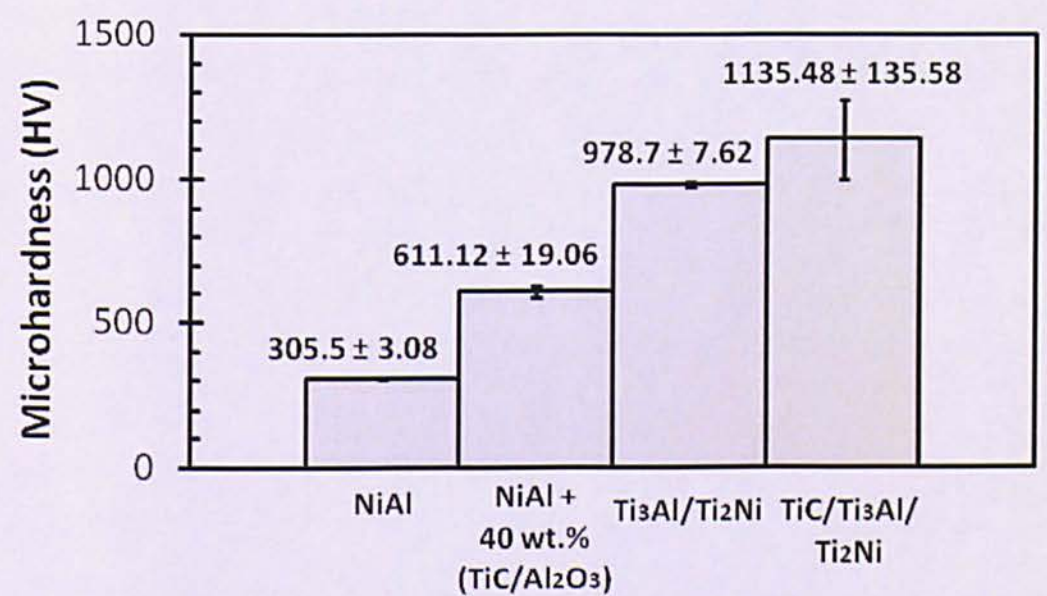 Microhardness (HV)
1500
1000
500
0
305.5 ± 3.08
611.12 ± 19.06
978.7 ± 7.62
1135.48 ± 135.58
NiAl
NiAl +
40 wt.%
(TiC/Al₂O₃)
Ti₃Al/Ti₂Ni
TiC/Ti₃Al/
Ti₂Ni